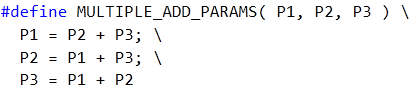 #define MULTIPLE_ADD_PARAMS( P1, P2, P3 ) \
P1 = P2 + P3; \
P2 = P1 + P3; \
P3 = P1 + P2